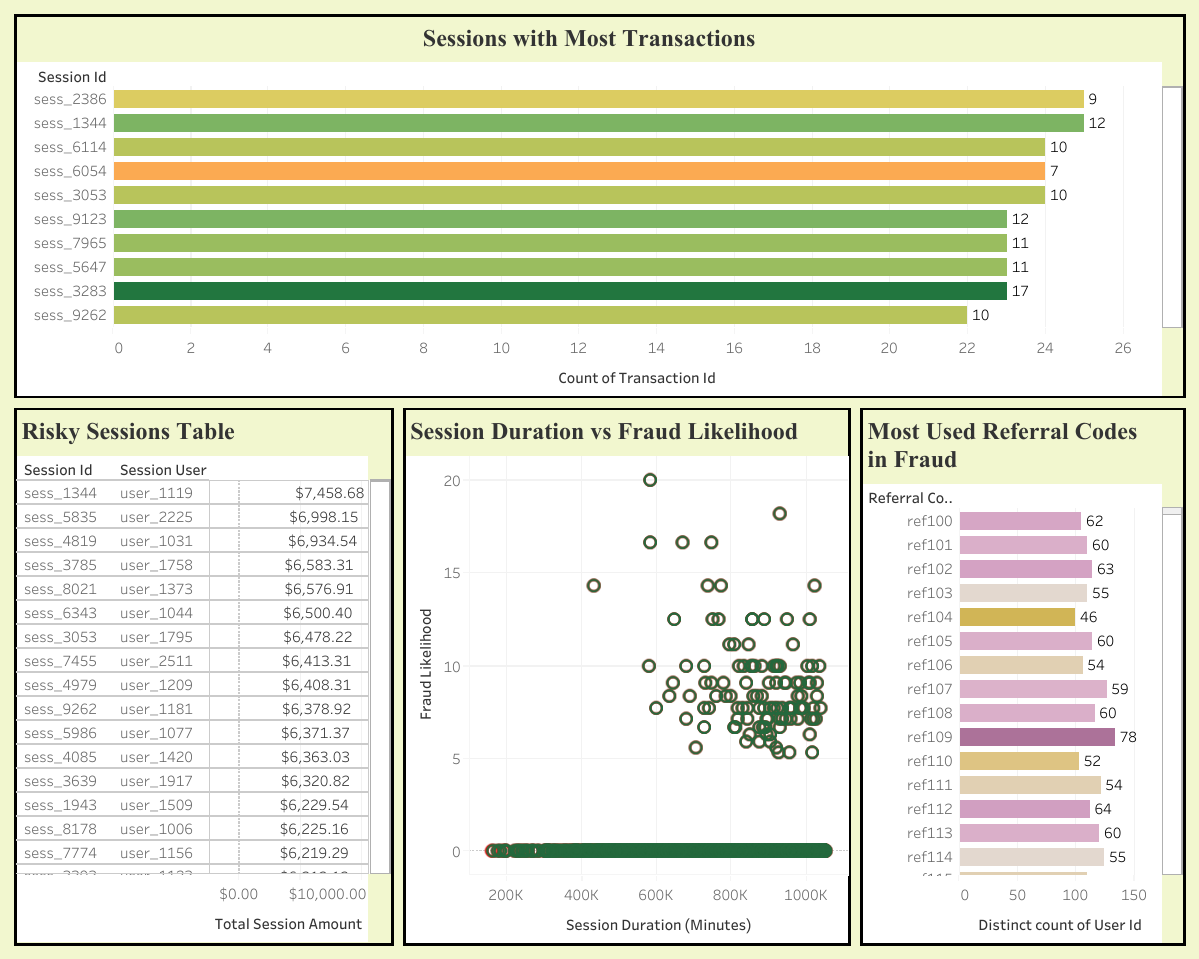 Sessions with Most Transactions
Session Id
sess_2386 9
sess_1344 12
sess_6114 10
sess_6054 7
sess_3053 10
sess_9123 12
sess_7965 11
sess_5647 11
sess_3283 17
sess_9262 10
0 2 4 6 8 10 12 14 16 18 20 22 24 26
Count of Transaction Id
Risky Sessions Table
Session Id Session User
sess_1344 user_1119 $7,458.68
sess_5835 user_2225 $6,998.15
sess_4819 user_1031 $6,934.54
sess_3785 user_1758 $6,583.31
sess_8021 user_1373 $6,576.91
sess_6343 user_1044 $6,500.40
sess_3053 user_1795 $6,478.22
sess_7455 user_2511 $6,413.31
sess_4979 user_1209 $6,408.31
sess_9262 user_1181 $6,378.92
sess_5986 user_1077 $6,371.37
sess_4085 user_1420 $6,363.03
sess_3639 user_1917 $6,320.82
sess_1943 user_1509 $6,229.54
sess_8178 user_1006 $6,225.16
sess_7774 user_1156 $6,219.29
$0.00 $10,000.00
Total Session Amount
Session Duration vs Fraud Likelihood
20
15
10
5
0
Fraud Likelihood
200K 400K 600K 800K 1000K
Session Duration (Minutes)
Most Used Referral Codes
in Fraud
Referral Co..
ref100 62
ref101 60
ref102 63
ref103 55
ref104 46
ref105 60
ref106 54
ref107 59
ref108 60
ref109 78
ref110 52
ref111 54
ref112 64
ref113 60
ref114 55
0 50 100 150
Distinct count of User Id